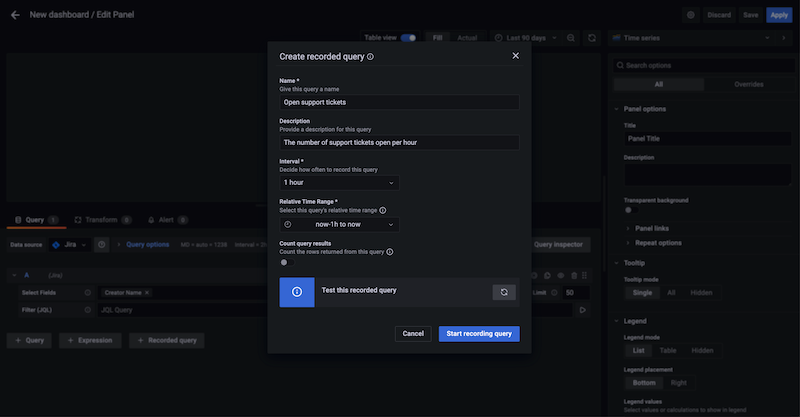 New dashboard / Edit Panel
Discard
Save
Apply
Table view
Fill
Actual
Last 90 days
Time series
Create recorded query
Name *
Give this query a name
Open support tickets
Description
Provide a description for this query
The number of support tickets open per hour
Interval *
Decide how often to record this query
1 hour
Relative Time Range *
Select this query's relative time range
now-1h to now
Count query results
Count the rows returned from this query
Test this recorded query
Cancel
Start recording query
Query 1
Transform 0
Alert 0
Data source
Jira
Query options
MD = auto = 1238
Interval =
Query inspector
A
(Jira)
Select Fields
Creator Name
Limit
50
Filter (JQL)
JQL Query
+ Query
+ Expression
+ Recorded query
Search options
All
Overrides
Panel options
Title
Panel Title
Description
Transparent background
Panel links
Repeat options
Tooltip
Tooltip mode
Single
All
Hidden
Legend
Legend mode
List
Table
Hidden
Legend placement
Bottom
Right
Legend values
Select values or calculations to show in legend